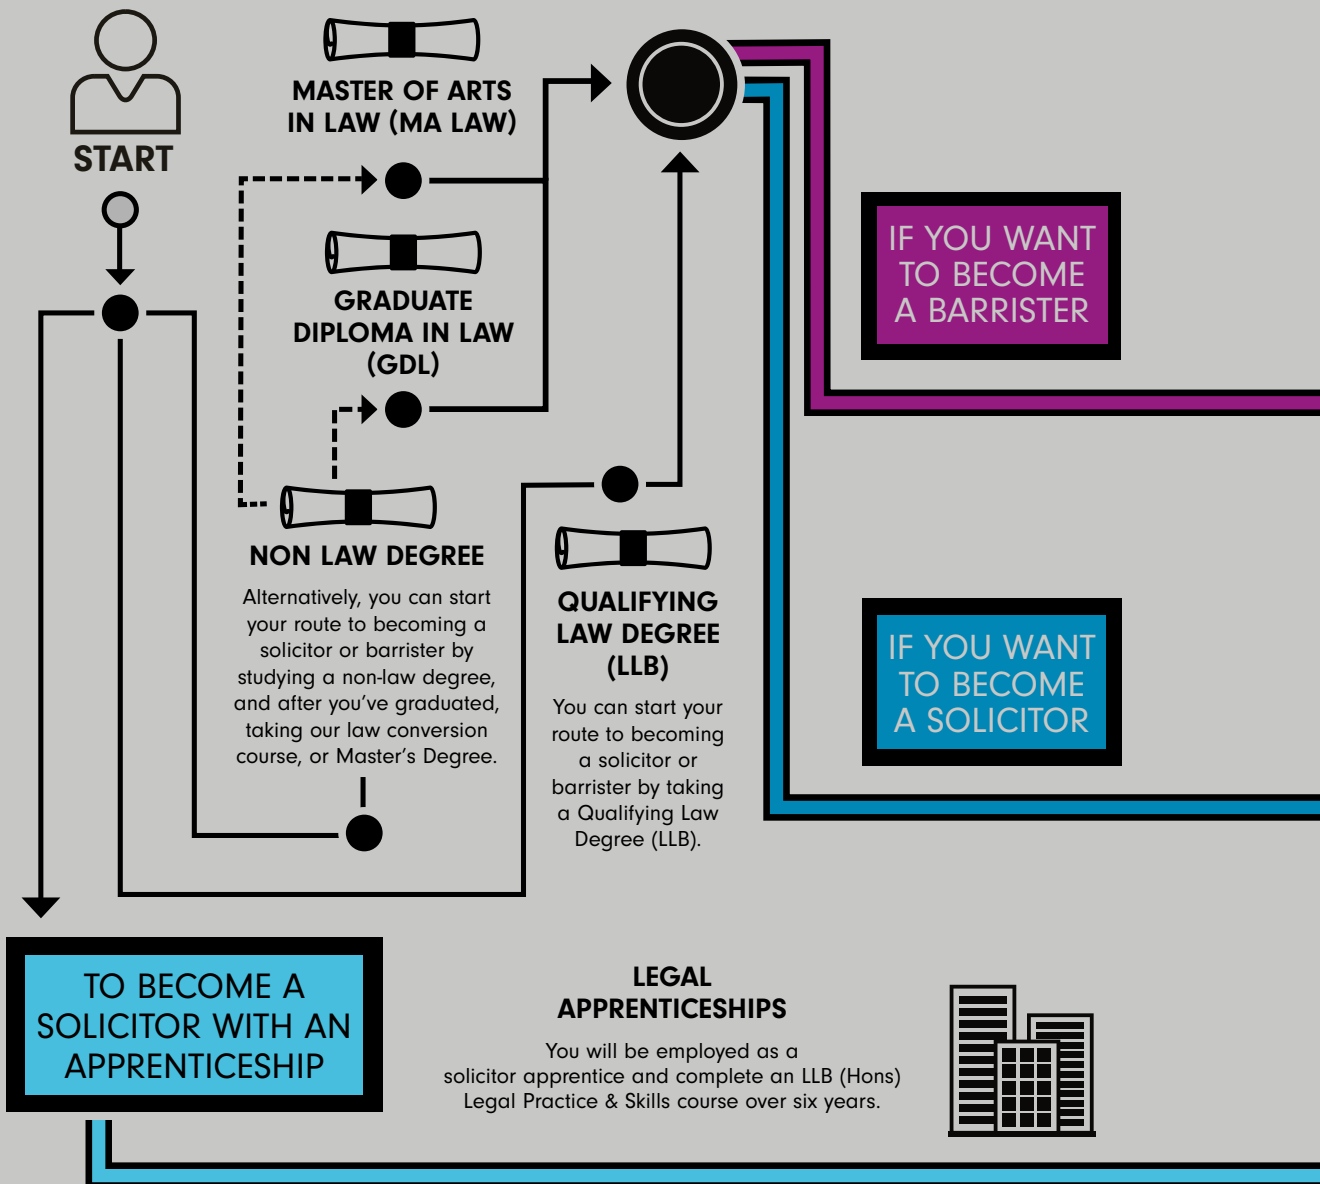 START
MASTER OF ARTS
IN LAW (MA LAW)
GRADUATE
DIPLOMA IN LAW
(GDL)
NON LAW DEGREE
Alternatively, you can start
your route to becoming a
solicitor or barrister by
studying a non-law degree,
and after you’ve graduated,
taking our law conversion
course, or Master’s Degree.
QUALIFYING
LAW DEGREE
(LLB)
You can start your
route to becoming
a solicitor or
barrister by taking
a Qualifying Law
Degree (LLB).
IF YOU WANT
TO BECOME
A BARRISTER
IF YOU WANT
TO BECOME
A SOLICITOR
TO BECOME A
SOLICITOR WITH AN
APPRENTICESHIP
LEGAL
APPRENTICESHIPS
You will be employed as a
solicitor apprentice and complete an LLB (Hons)
Legal Practice & Skills course over six years.